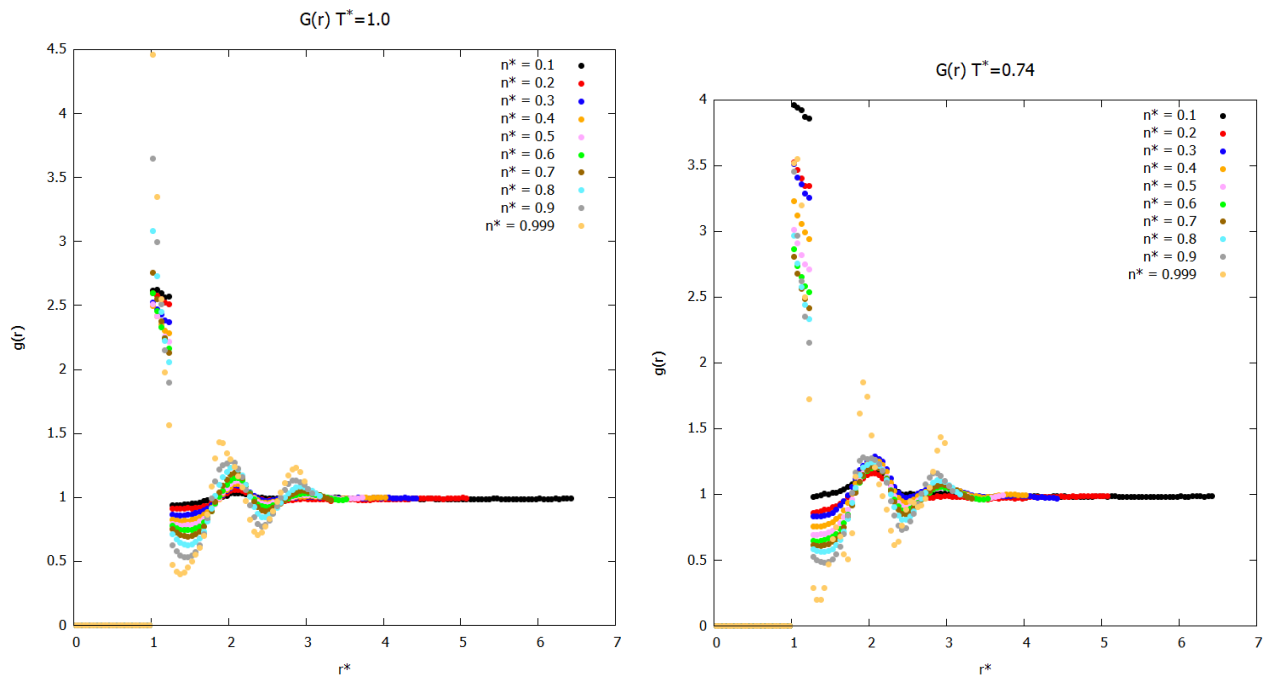 G(r) T*=1.0
4.5
4
3.5
3
2.5
2
1.5
1
0.5
0
g(r)
n* = 0.1
n* = 0.2
n* = 0.3
n* = 0.4
n* = 0.5
n* = 0.6
n* = 0.7
n* = 0.8
n* = 0.9
n* = 0.999
0 1 2 3 4 5 6 7
r*
G(r) T*=0.74
4
3.5
3
2.5
2
1.5
1
0.5
0
g(r)
n* = 0.1
n* = 0.2
n* = 0.3
n* = 0.4
n* = 0.5
n* = 0.6
n* = 0.7
n* = 0.8
n* = 0.9
n* = 0.999
0 1 2 3 4 5 6 7
r*